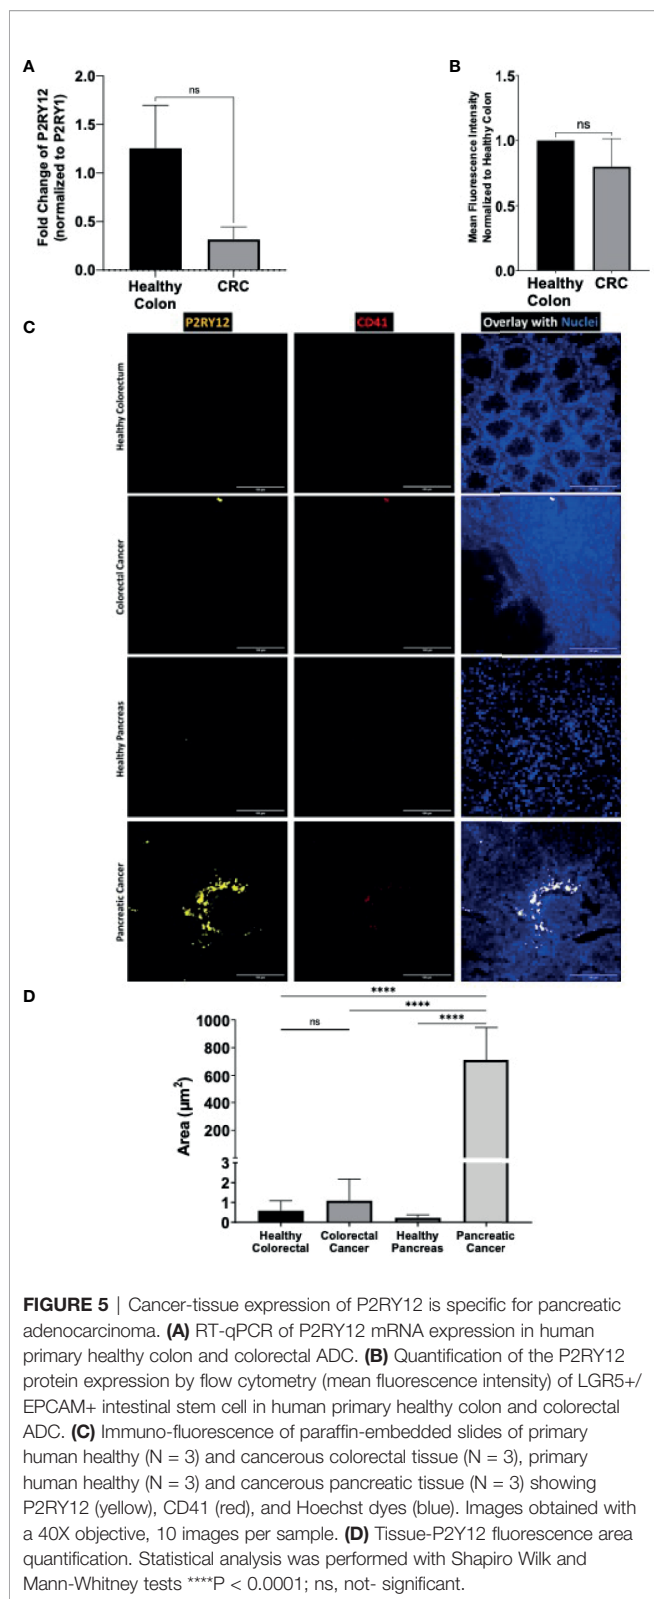 A
Fold Change of P2RY12
(normalized to P2RY1)
2.0
1.5
1.0
0.5
0.0
ns
Healthy
Colon
CRC
B
Mean Fluorescence Intensity
Normalized to Healthy Colon
1.5
1.0
0.5
0.0
ns
Healthy
Colon
CRC
C
P2RY12
CD41
Overlay with Nuclei
Healthy Colorectum
Colorectal Cancer
Healthy Pancreas
Pancreatic Cancer
D
Area (µm²)
1000
800
600
400
200
3
2
1
0
ns
****
****
****
Healthy
Colorectal
Colorectal
Cancer
Healthy
Pancreas
Pancreatic
Cancer
FIGURE 5 | Cancer-tissue expression of P2RY12 is specific for pancreatic
adenocarcinoma. (A) RT-qPCR of P2RY12 mRNA expression in human
primary healthy colon and colorectal ADC. (B) Quantification of the P2RY12
protein expression by flow cytometry (mean fluorescence intensity) of LGR5+/
EPCAM+ intestinal stem cell in human primary healthy colon and colorectal
ADC. (C) Immuno-fluorescence of paraffin-embedded slides of primary
human healthy (N = 3) and cancerous colorectal tissue (N = 3), primary
human healthy (N = 3) and cancerous pancreatic tissue (N = 3) showing
P2RY12 (yellow), CD41 (red), and Hoechst dyes (blue). Images obtained with
a 40X objective, 10 images per sample. (D) Tissue-P2Y12 fluorescence area
quantification. Statistical analysis was performed with Shapiro Wilk and
Mann-Whitney tests ****P < 0.0001; ns, not- significant.